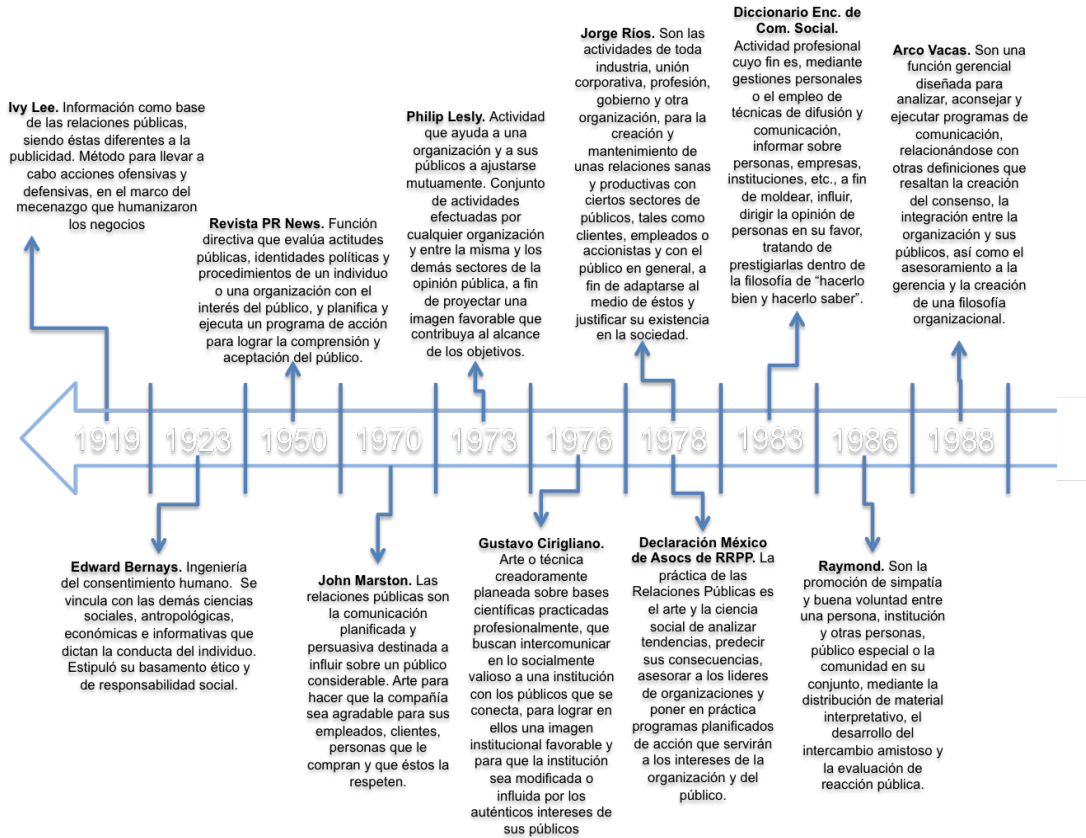 Ivy Lee. Información como base
de las relaciones públicas,
siendo éstas diferentes a la
publicidad. Método para llevar a
cabo acciones ofensivas y
defensivas, en el marco del
mecenazgo que humanizaron
los negocios
Revista PR News. Función
directiva que evalúa actitudes
públicas, identidades políticas y
procedimientos de un individuo
o una organización con el
interés del público, y planifica y
ejecuta un programa de acción
para lograr la comprensión y
aceptación del público.
Philip Lesly. Actividad
que ayuda a una
organización y a sus
públicos a ajustarse
mutuamente. Conjunto
de actividades
efectuadas por
cualquier organización
y entre la misma y los
demás sectores de la
opinión pública, a fin
de proyectar una
imagen favorable que
contribuya al alcance
de los objetivos.
Jorge Ríos. Son las
actividades de toda
industria, unión
corporativa, profesión,
gobierno y otra
organización, para la
creación y
mantenimiento de
unas relaciones sanas
y productivas con
ciertos sectores de
públicos, tales como
clientes, empleados o
accionistas y con el
público en general, a
fin de adaptarse al
medio de éstos y
justificar su existencia
en la sociedad.
Diccionario Enc. de
Com. Social.
Actividad profesional
cuyo fin es, mediante
gestiones personales
o el empleo de
técnicas de difusión y
comunicación,
informar sobre
personas, empresas,
instituciones, etc., a fin
de moldear, influir,
dirigir la opinión de
personas en su favor,
tratando de
prestigiarlas dentro de
la filosofía de “hacerlo
bien y hacerlo saber”.
Arco Vacas. Son una
función gerencial
diseñada para
analizar, aconsejar y
ejecutar programas de
comunicación,
relacionándose con
otras definiciones que
resaltan la creación
del consenso, la
integración entre la
organización y sus
públicos, así como el
asesoramiento a la
gerencia y la creación
de una filosofía
organizacional.
1919 1923 1950 1970 1973 1976 1978 1983 1986 1988
Edward Bernays. Ingeniería
del consentimiento humano. Se
vincula con las demás ciencias
sociales, antropológicas,
económicas e informativas que
dictan la conducta del individuo.
Estipuló su basamento ético y
de responsabilidad social.
John Marston. Las
relaciones públicas son
la comunicación
planificada y
persuasiva destinada a
influir sobre un público
considerable. Arte para
hacer que la compañía
sea agradable para sus
empleados, clientes,
personas que le
compran y que éstos la
respeten.
Gustavo Cirigliano.
Arte o técnica
creadoramente
planeada sobre bases
científicas practicadas
profesionalmente, que
buscan intercomunicar
en lo socialmente
valioso a una institución
con los públicos que se
conecta, para lograr en
ellos una imagen
institucional favorable y
para que la institución
sea modificada o
influida por los
auténticos intereses de
sus públicos
Declaración México
de Asocs de RRPP. La
práctica de las
Relaciones Públicas es
el arte y la ciencia
social de analizar
tendencias, predecir
sus consecuencias,
asesorar a los lideres
de organizaciones y
poner en práctica
programas planificados
de acción que servirán
a los intereses de la
organización y del
público.
Raymond. Son la
promoción de simpatía
y buena voluntad entre
una persona, institución
y otras personas,
público especial o la
comunidad en su
conjunto, mediante la
distribución de material
interpretativo, el
desarrollo del
intercambio amistoso y
la evaluación de
reacción pública.